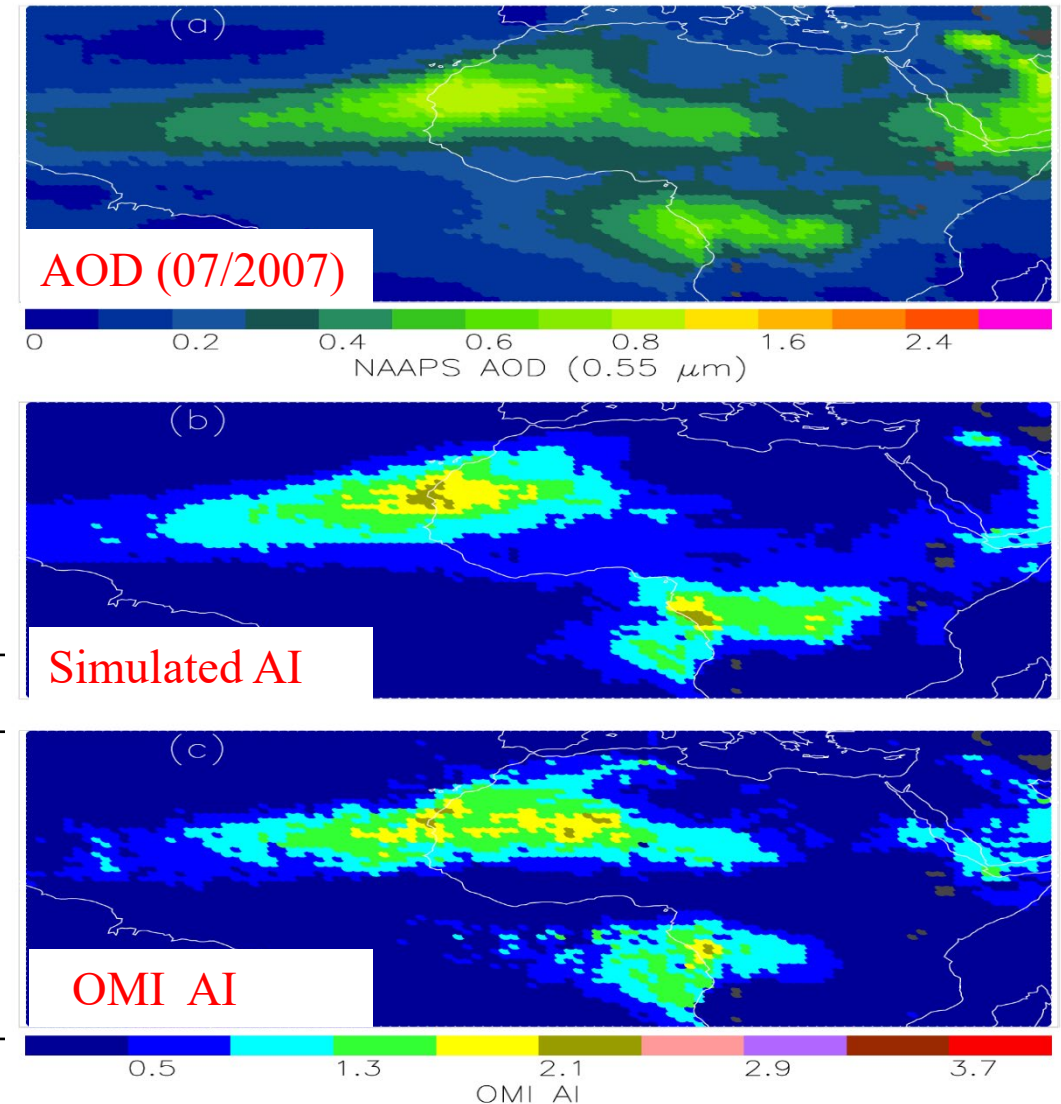 (a)
AOD (07/2007)
0 0.2 0.4 0.6 0.8 1.6 2.4
NAAPS AOD (0.55 μm)
(b)
Simulated AI
(c)
OMI AI
0.5 1.3 2.1 2.9 3.7
OMI AI